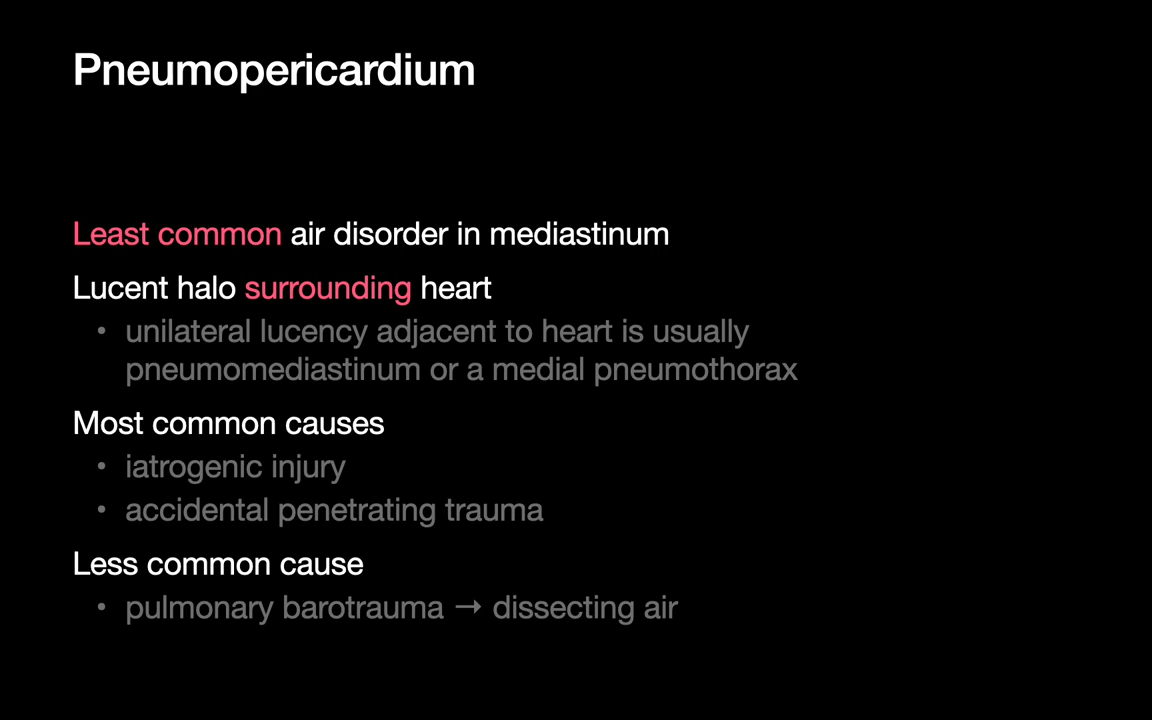 Pneumopericardium
Least common air disorder in mediastinum
Lucent halo surrounding heart
• unilateral lucency adjacent to heart is usually
pneumomediastinum or a medial pneumothorax
Most common causes
• iatrogenic injury
• accidental penetrating trauma
Less common cause
• pulmonary barotrauma → dissecting air